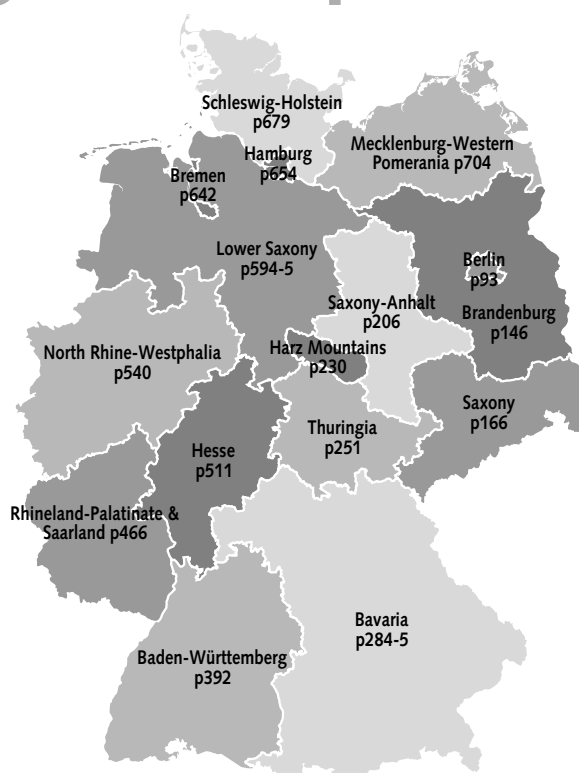 Schleswig-Holstein
p679
Mecklenburg-Western
Pomerania p704
Hamburg
p654
Bremen
p642
Lower Saxony
p594-5
Berlin
p93
Brandenburg
p146
Saxony-Anhalt
p206
Harz Mountains
p230
North Rhine-Westphalia
p540
Saxony
p166
Thuringia
p251
Hesse
p511
Rhineland-Palatinate &
Saarland p466
Bavaria
p284-5
Baden-Württemberg
p392